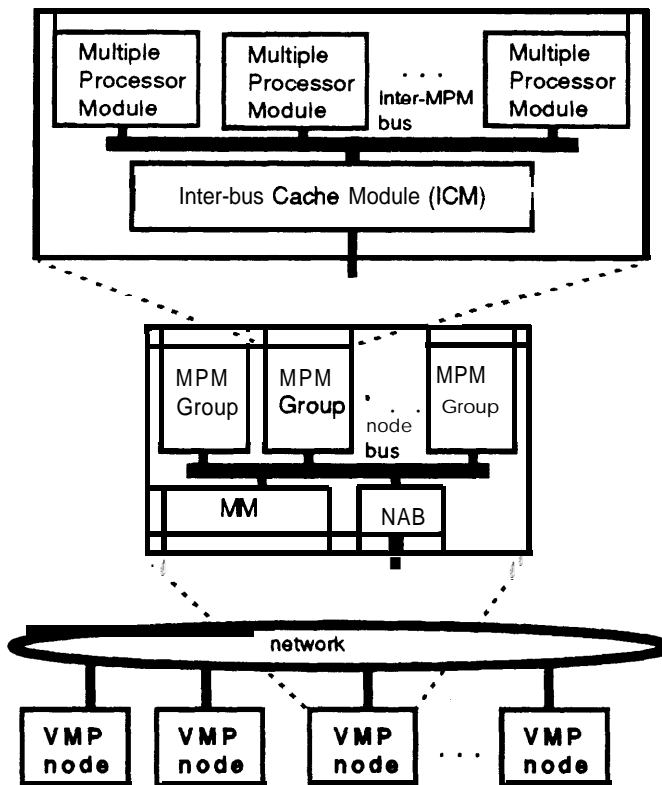 Multiple
Processor
Module
Multiple
Processor
Module
. . .
Inter-MPM
bus
Multiple
Processor
Module
Inter-bus Cache Module (ICM)
MPM
Group
MPM
Group
. . .
node
bus
MPM
Group
MM
NAB
network
VMP
node
VMP
node
VMP
node
. . .
VMP
node